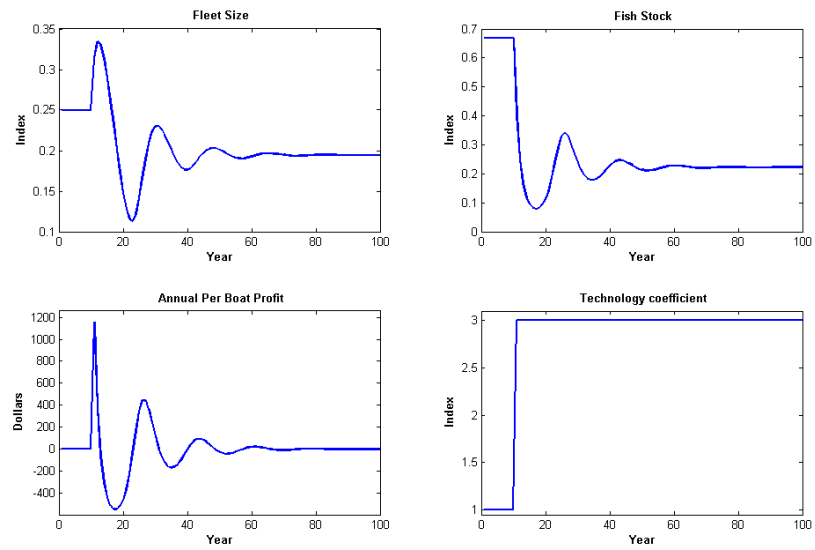 Fleet Size
0.35
0.3
0.25
0.2
0.15
0.1
Index
0 20 40 60 80 100
Year
Fish Stock
0.7
0.6
0.5
0.4
0.3
0.2
0.1
0
Index
0 20 40 60 80 100
Year
Annual Per Boat Profit
1200
1000
800
600
400
200
0
-200
-400
Dollars
0 20 40 60 80 100
Year
Technology coefficient
3
2.5
2
1.5
1
Index
0 20 40 60 80 100
Year